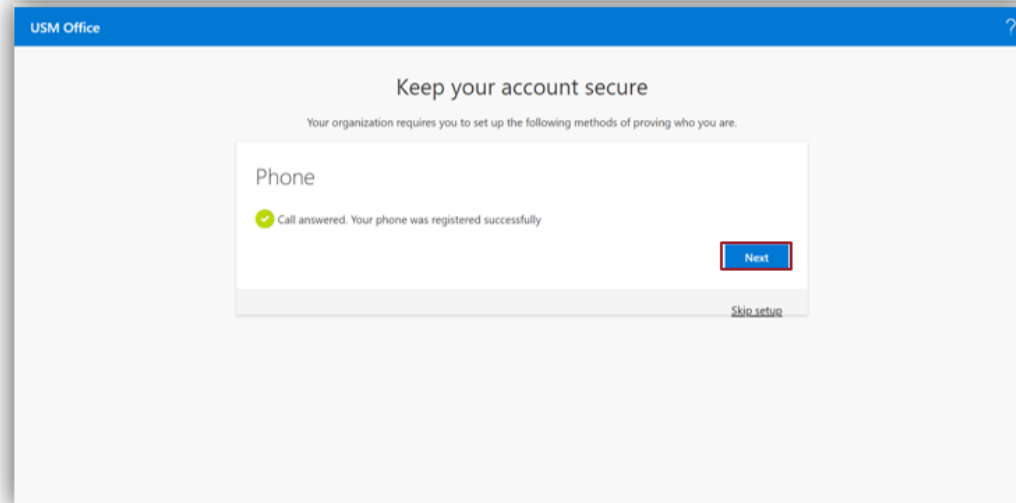 USM Office
?
Keep your account secure
Your organization requires you to set up the following methods of proving who you are.
Phone
Call answered. Your phone was registered successfully
Next
Skip setup